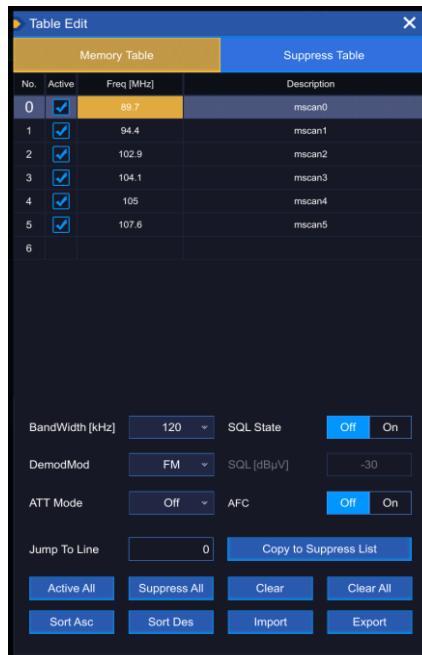 Table Edit
Memory Table Suppress Table
No. Active Freq [MHz] Description
0 89.7 mscan0
1 94.4 mscan1
2 102.9 mscan2
3 104.1 mscan3
4 105 mscan4
5 107.6 mscan5
6
BandWidth [kHz] 120 SQL State Off On
DemodMod FM SQL [dBμV] -30
ATT Mode Off AFC Off On
Jump To Line 0 Copy to Suppress List
Active All Suppress All Clear Clear All
Sort Asc Sort Des Import Export